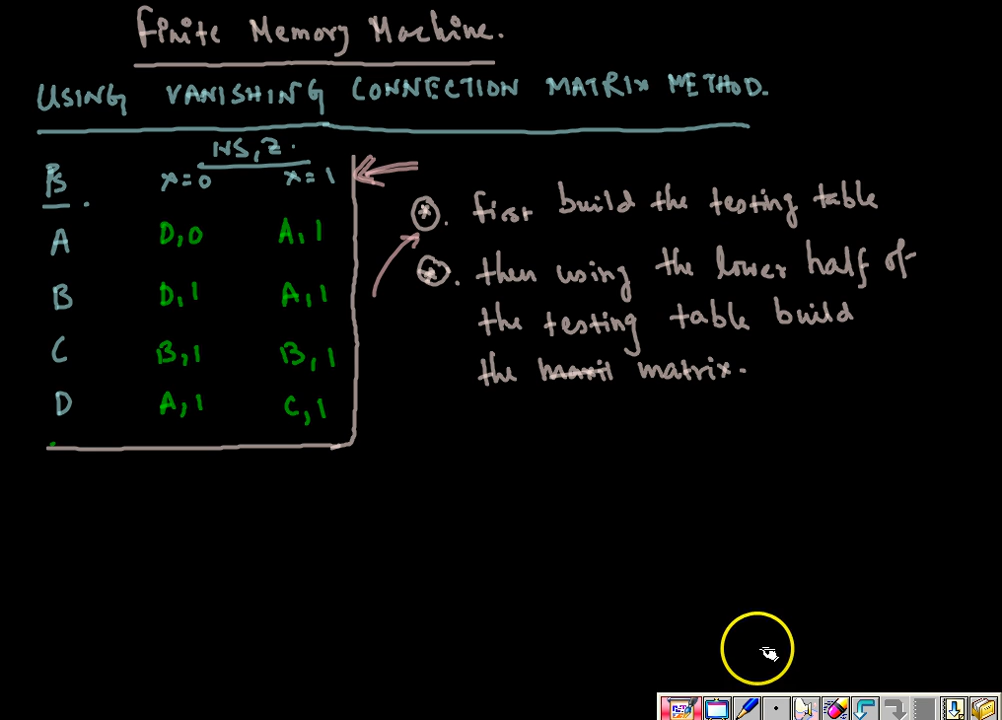 Finite Memory Machine.
USING VANISHING CONNECTION MATRIX METHOD.
NS, Z.
PS x=0 x=1
A D,0 A,1
B D,1 A,1
C B,1 B,1
D A,1 C,1
*. first build the testing table
*. then using the lower half of
the testing table build
the matrix.